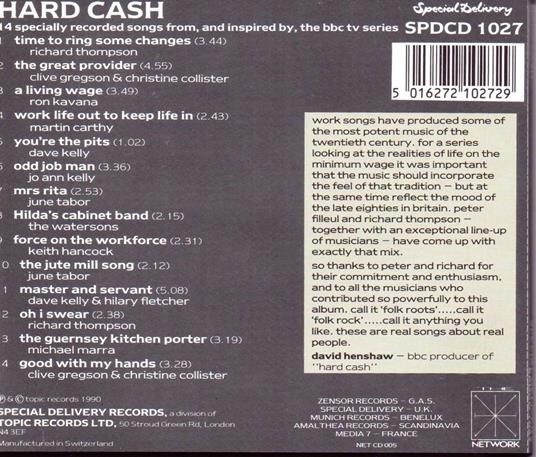 HARD CASH
14 specially recorded songs from, and inspired by, the bbc tv series
Special Delivery
SPDCD 1027
1 time to ring some changes (3.44)
richard thompson
2 the great provider (4.55)
clive gregson & christine collister
3 a living wage (3.49)
ron kavana
4 work life out to keep life in (2.43)
martin carthy
5 you're the pits (1.02)
dave kelly
6 odd job man (3.36)
jo ann kelly
7 mrs rita (2.53)
june tabor
8 Hilda's cabinet band (2.15)
the watersons
9 force on the workforce (2.31)
keith hancock
10 the jute mill song (2.12)
june tabor
11 master and servant (5.08)
dave kelly & hilary fletcher
12 oh i swear (2.38)
richard thompson
13 the guernsey kitchen porter (3.19)
michael marra
14 good with my hands (3.28)
clive gregson & christine collister
℗ & © topic records 1990
SPECIAL DELIVERY RECORDS, a division of
TOPIC RECORDS LTD, 50 Stroud Green Road, London
N4 3EF
Manufactured in Switzerland
5 016272 102729
work songs have produced some of
the most potent music of the
twentieth century. for a series
looking at the realities of life on the
minimum wage it was important
that the music should incorporate
the feel of that tradition – but at
the same time reflect the mood of
the late eighties in britain. peter
filleul and richard thompson –
together with an exceptional line-up
of musicians – have come up with
exactly that mix.
so thanks to peter and richard for
their commitment and enthusiasm,
and to all the musicians who
contributed so powerfully to this
album. call it 'folk roots'.....call it
'folk rock'.....call it anything you
like. these are real songs about real
people.
david henshaw – bbc producer of
"hard cash"
ZENSOR RECORDS – G.A.S.
SPECIAL DELIVERY – U.K.
MUNICH RECORDS – BENELUX
AMALTHEA RECORDS – SCANDINAVIA
MEDIA 7 – FRANCE
NET CD 005
THE
NETWORK